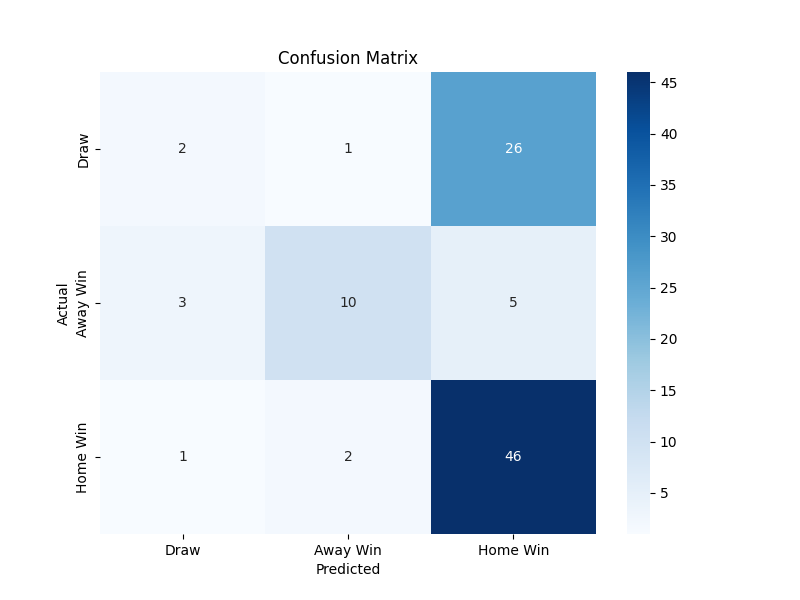 Confusion Matrix
Actual
Draw
2 1 26
Away Win
3 10 5
Home Win
1 2 46
Draw Away Win Home Win
Predicted
45
40
35
30
25
20
15
10
5